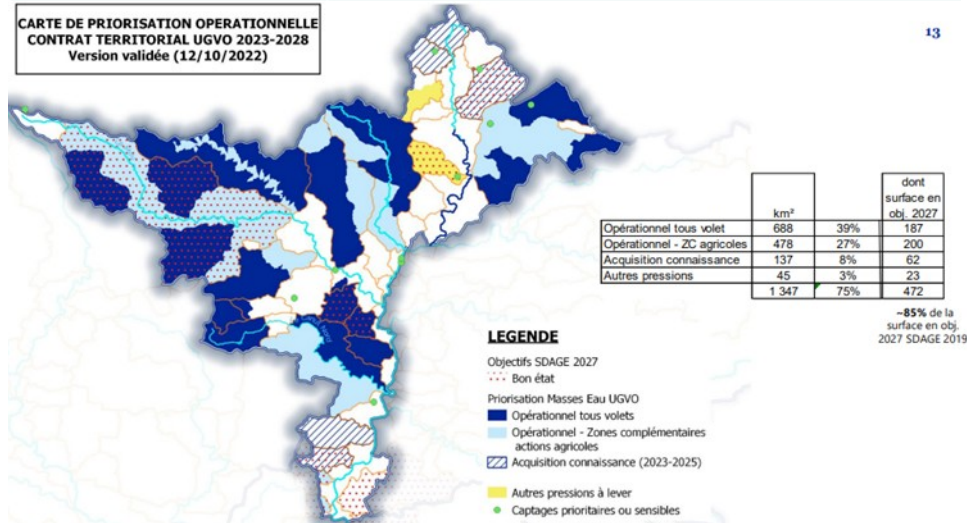 CARTE DE PRIORISATION OPERATIONNELLE
CONTRAT TERRITORIAL UGVO 2023-2028
Version validée (12/10/2022)
13
km²
dont
surface en
obj. 2027
Opérationnel tous volet 688 39% 187
Opérationnel - ZC agricoles 478 27% 200
Acquisition connaissance 137 8% 62
Autres pressions 45 3% 23
1 347 75% 472
~85% de la
surface en obj.
2027 SDAGE 2019
LEGENDE
Objectifs SDAGE 2027
Bon état
Priorisation Masses Eau UGVO
Opérationnel tous volets
Opérationnel - Zones complémentaires
actions agricoles
Acquisition connaissance (2023-2025)
Autres pressions à lever
Captages prioritaires ou sensibles